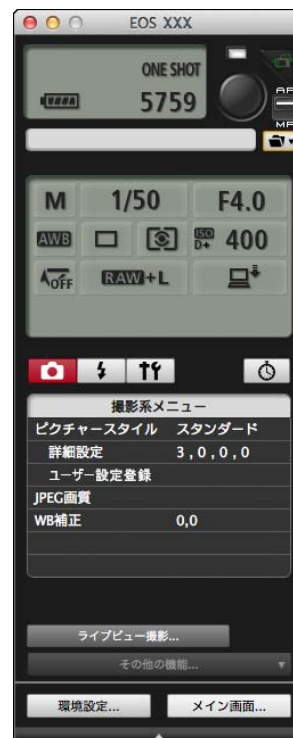 EOS XXX
ONE SHOT
5759
AF
MF
M 1/50 F4.0
AWB ISO D+ 400
OFF RAW+L
撮影系メニュー
ピクチャースタイル スタンダード
詳細設定 3,0,0,0
ユーザー設定登録
JPEG画質
WB補正 0,0
ライブビュー撮影...
その他の機能...
環境設定... メイン画面...